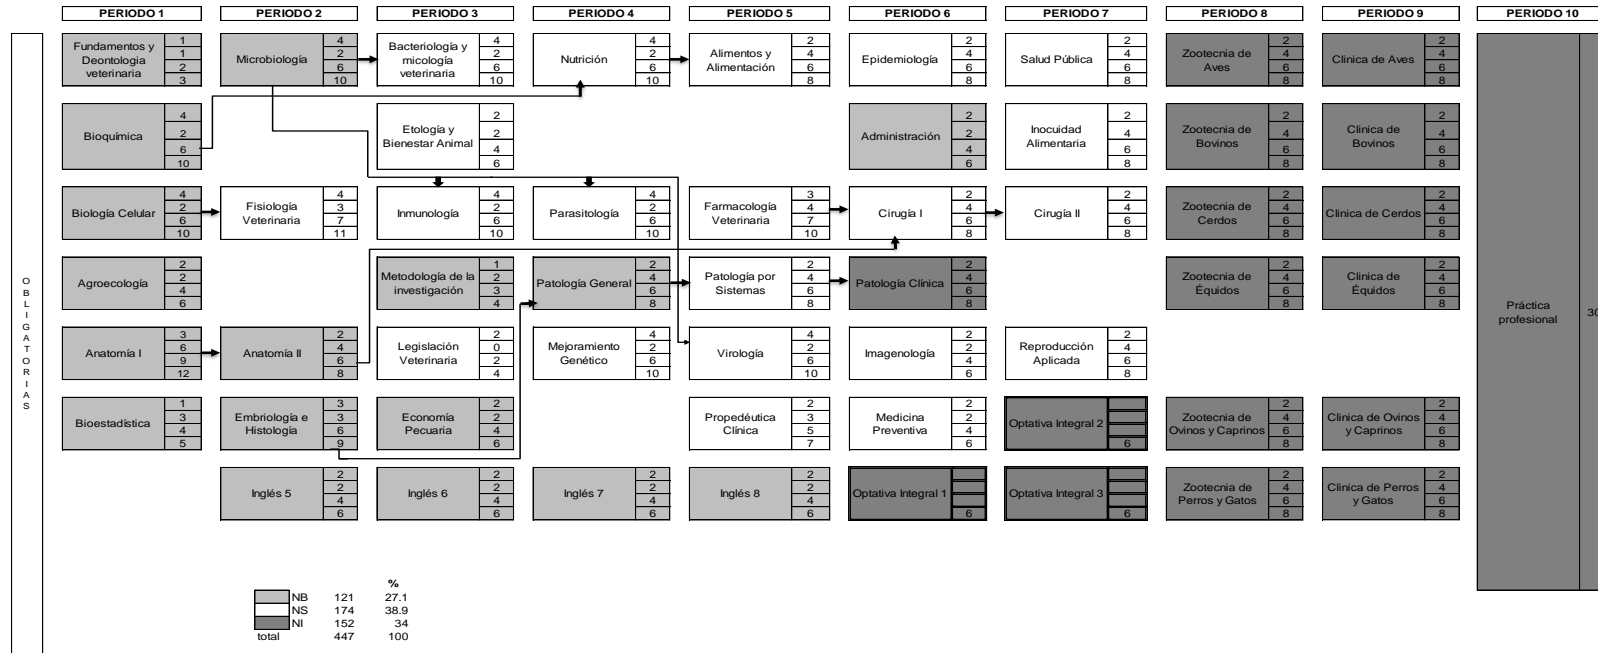 PERIODO 1 PERIODO 2 PERIODO 3 PERIODO 4 PERIODO 5 PERIODO 6 PERIODO 7 PERIODO 8 PERIODO 9 PERIODO 10
OBLIGATORIAS
Fundamentos y
Deontologia
veterinaria
1
1
2
3
Microbiología
4
2
6
10
Bacteriología y
micología
veterinaria
4
2
6
10
Nutrición
4
2
6
10
Alimentos y
Alimentación
2
4
6
8
Epidemiología
2
4
6
8
Salud Pública
2
4
6
8
Zootecnia de
Aves
2
4
6
8
Clinica de Aves
2
4
6
8
Bioquímica
4
2
6
10
Etología y
Bienestar Animal
2
2
4
6
Administración
2
2
4
6
Inocuidad
Alimentaria
2
4
6
8
Zootecnia de
Bovinos
2
4
6
8
Clinica de
Bovinos
2
4
6
8
Biología Celular
4
2
6
10
Fisiología
Veterinaria
4
3
7
11
Inmunología
4
2
6
10
Parasitología
4
2
6
10
Farmacología
Veterinaria
3
4
7
10
Cirugía I
2
4
6
8
Cirugía II
2
4
6
8
Zootecnia de
Cerdos
2
4
6
8
Clinica de Cerdos
2
4
6
8
Agroecología
2
2
4
6
Metodología de la
investigación
1
2
3
4
Patología General
2
4
6
8
Patología por
Sistemas
2
4
6
8
Patología Clínica
2
4
6
8
Zootecnia de
Équidos
2
4
6
8
Clinica de
Équidos
2
4
6
8
Práctica
profesional
30
Anatomía I
3
6
9
12
Anatomía II
2
4
6
8
Legislación
Veterinaria
2
0
2
4
Mejoramiento
Genético
4
2
6
10
Virología
4
2
6
10
Imagenología
2
2
4
6
Reproducción
Aplicada
2
4
6
8
Bioestadística
1
3
4
5
Embriología e
Histología
3
3
6
9
Economía
Pecuaria
2
2
4
6
Propedéutica
Clínica
2
3
5
7
Medicina
Preventiva
2
2
4
6
Optativa Integral 2
6
Zootecnia de
Ovinos y Caprinos
2
4
6
8
Clinica de Ovinos
y Caprinos
2
4
6
8
Inglés 5
2
2
4
6
Inglés 6
2
2
4
6
Inglés 7
2
2
4
6
Inglés 8
2
2
4
6
Optativa Integral 1
6
Optativa Integral 3
6
Zootecnia de
Perros y Gatos
2
4
6
8
Clinica de Perros
y Gatos
2
4
6
8
%
NB 121 27.1
NS 174 38.9
NI 152 34
total 447 100